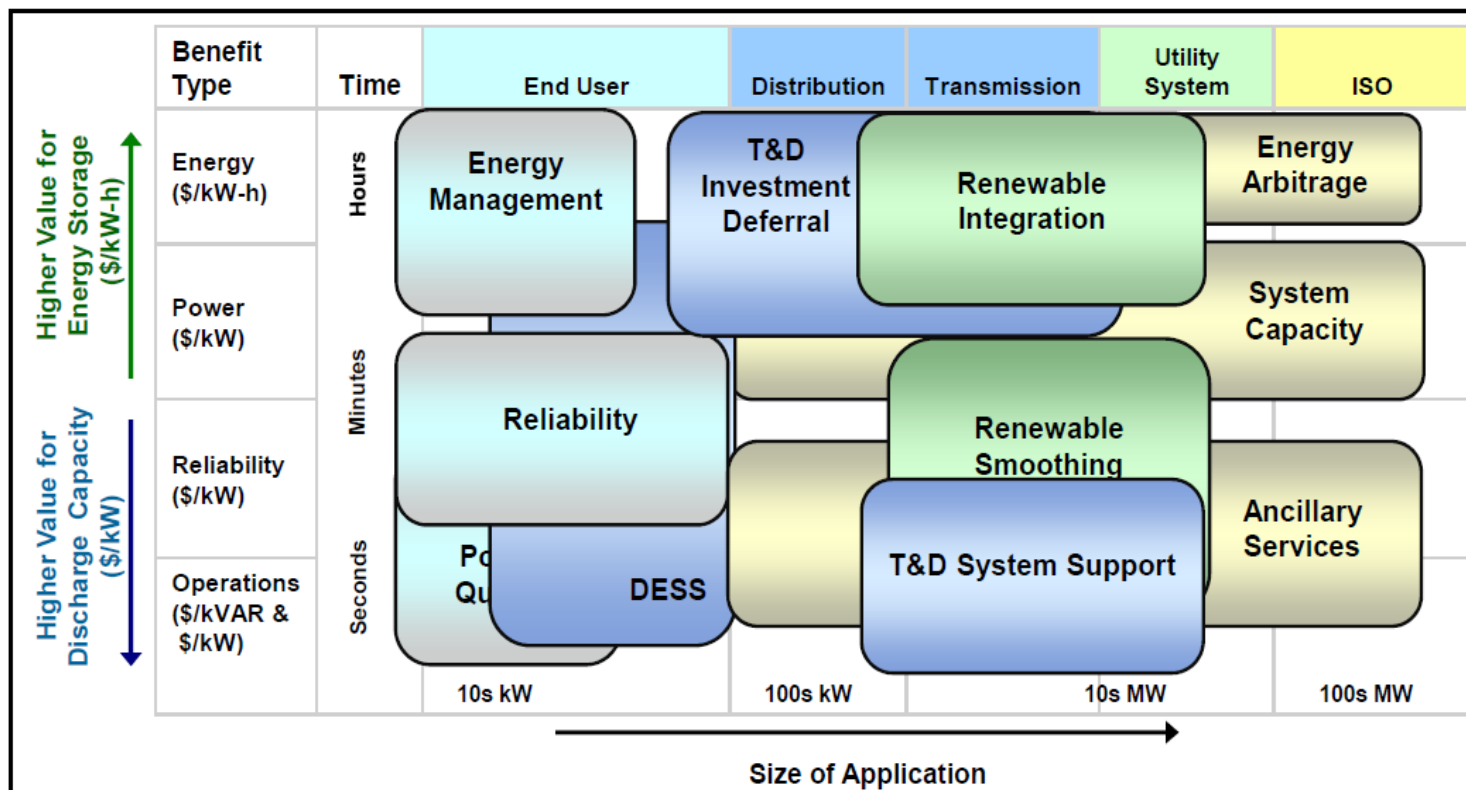 Benefit
Type
Time
End User
Distribution
Transmission
Utility
System
ISO
Higher Value for
Energy Storage
($/kW-h)
Higher Value for
Discharge Capacity
($/kW)
Energy
($/kW-h)
Power
($/kW)
Reliability
($/kW)
Operations
($/kVAR &
$/kW)
Hours
Minutes
Seconds
Energy
Management
T&D
Investment
Deferral
Renewable
Integration
Energy
Arbitrage
System
Capacity
Reliability
Renewable
Smoothing
Ancillary
Services
Po
Qu
DESS
T&D System Support
10s kW
100s kW
10s MW
100s MW
Size of Application